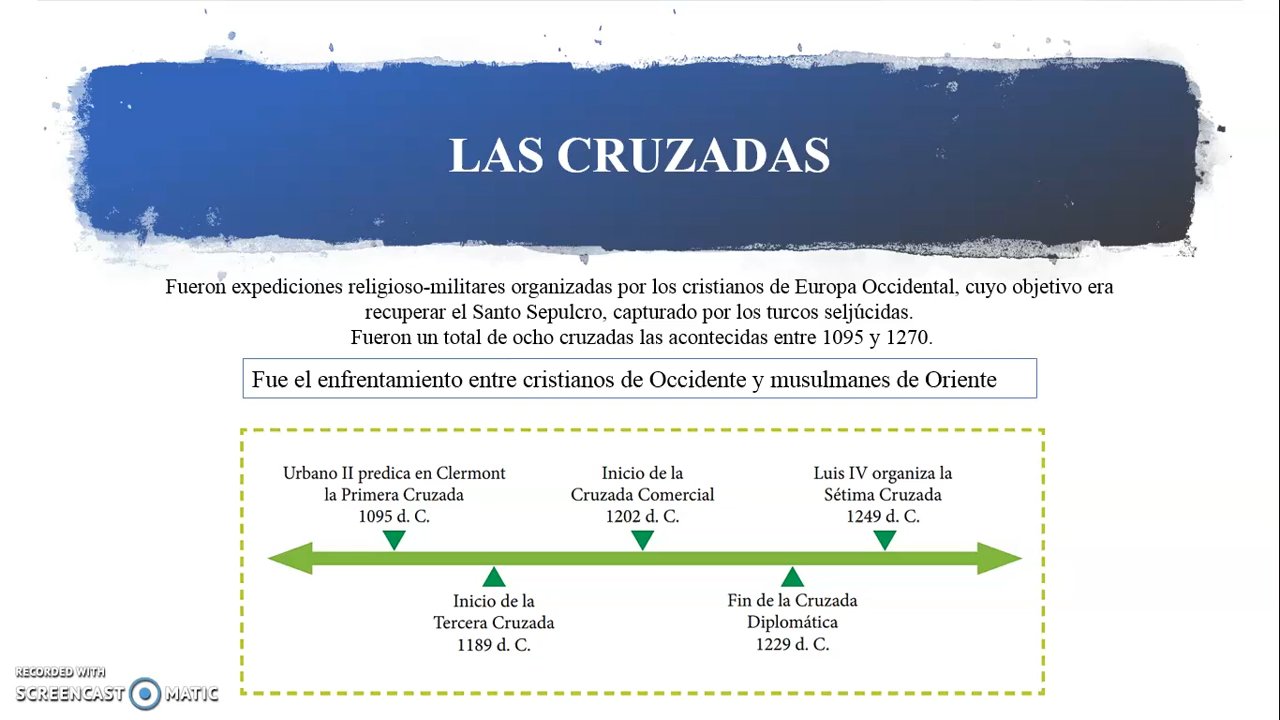 LAS CRUZADAS
Fueron expediciones religioso-militares organizadas por los cristianos de Europa Occidental, cuyo objetivo era
recuperar el Santo Sepulcro, capturado por los turcos seljúcidas.
Fueron un total de ocho cruzadas las acontecidas entre 1095 y 1270.
Fue el enfrentamiento entre cristianos de Occidente y musulmanes de Oriente
Urbano II predica en Clermont
la Primera Cruzada
1095 d. C.
Inicio de la
Cruzada Comercial
1202 d. C.
Luis IV organiza la
Sétima Cruzada
1249 d. C.
Inicio de la
Tercera Cruzada
1189 d. C.
Fin de la Cruzada
Diplomática
1229 d. C.
RECORDED WITH
SCREENCAST MATIC